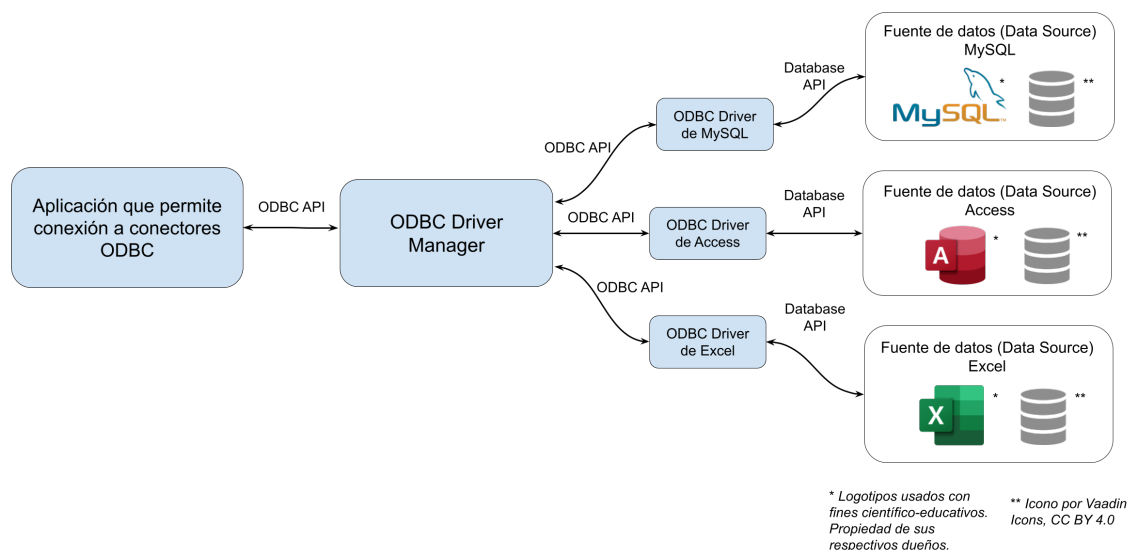 Aplicación que permite
conexión a conectores
ODBC
ODBC API
ODBC Driver
Manager
ODBC API
ODBC Driver
de MySQL
Database
API
Fuente de datos (Data Source)
MySQL
MySQL™
*
**
ODBC API
ODBC Driver
de Access
Database
API
Fuente de datos (Data Source)
Access
A
*
**
ODBC API
ODBC Driver
de Excel
Database
API
Fuente de datos (Data Source)
Excel
X
*
**
* Logotipos usados con
fines científico-educativos.
Propiedad de sus
respectivos dueños.
** Icono por Vaadin
Icons, CC BY 4.0